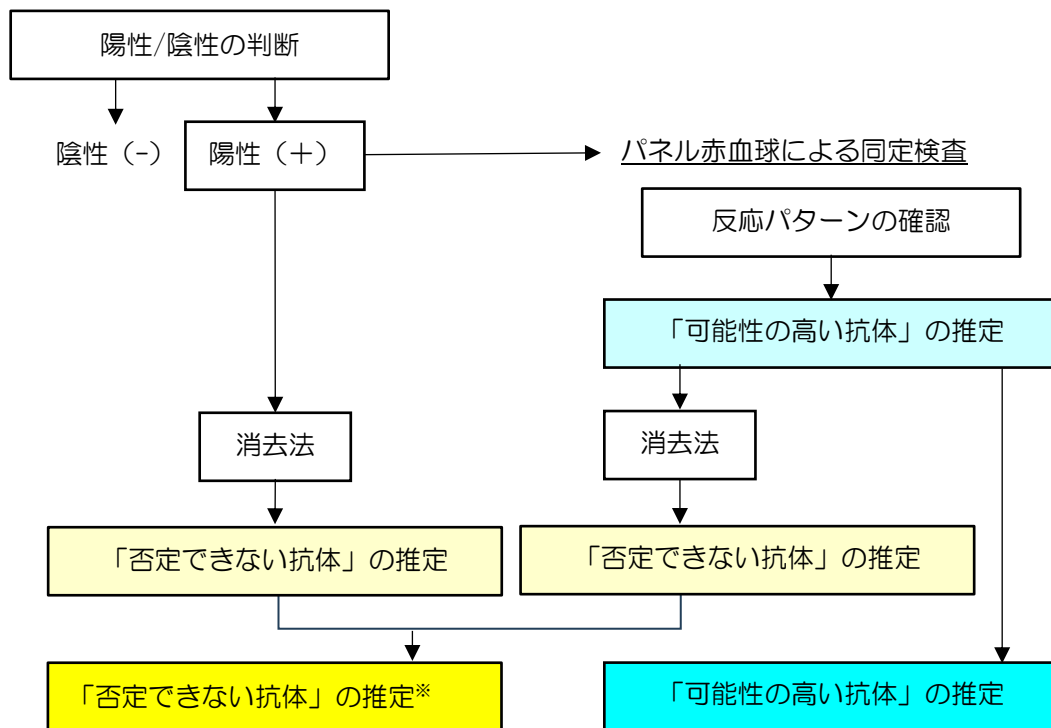 陽性/陰性の判断
陰性（-）
陽性（＋）
パネル赤血球による同定検査
反応パターンの確認
「可能性の高い抗体」の推定
消去法
消去法
「否定できない抗体」の推定
「否定できない抗体」の推定
「否定できない抗体」の推定※
「可能性の高い抗体」の推定